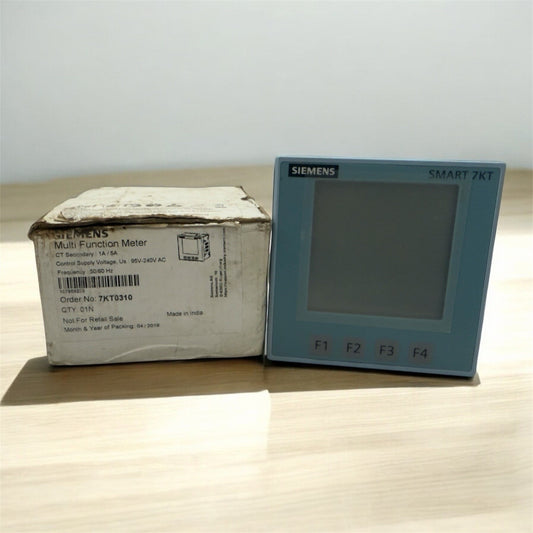 SIEMENS
Multi Function Meter
CT Secondary : 1A / 5A
Control Supply Voltage, Us : 95V-240V AC
Frequency : 50/60 Hz
Order No: 7KT0310
QTY. 01N
Made in India
Not For Retail Sale
Month & Year of Packing: 04 / 2018
SIEMENS
SMART 7KT
F1 F2 F3 F4